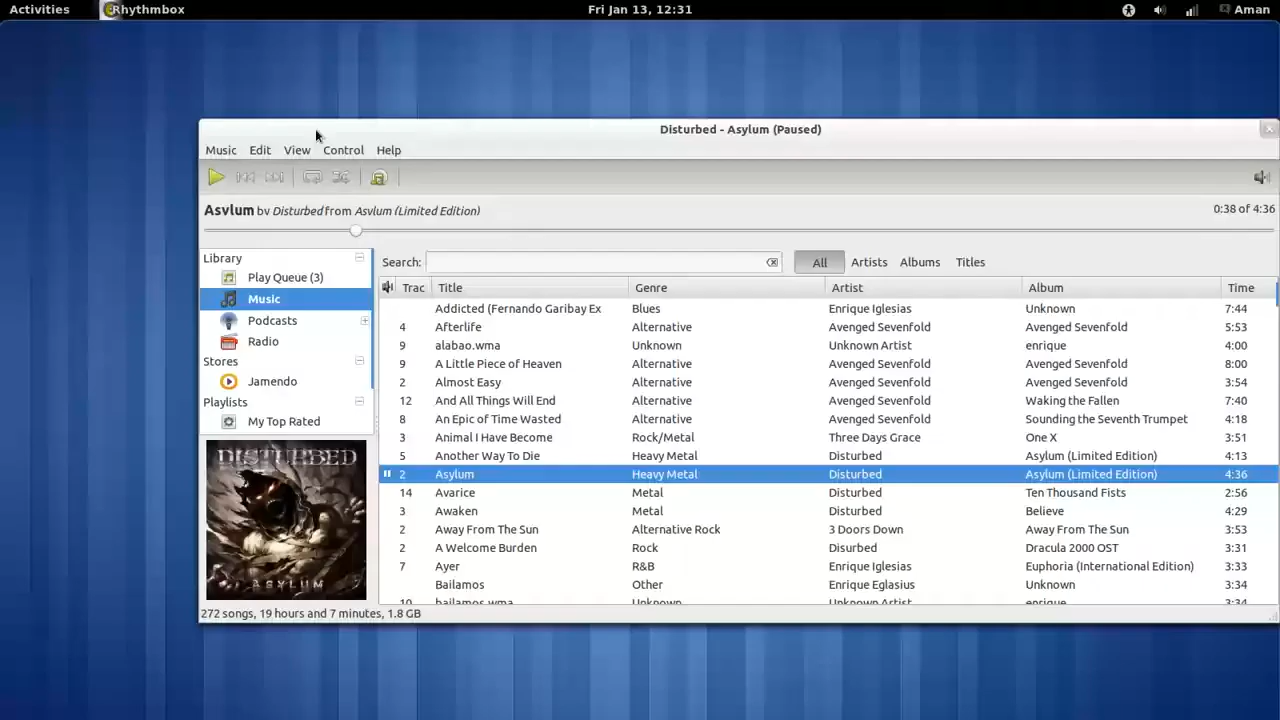 Activities Rhythmbox Fri Jan 13, 12:31 Aman
Disturbed - Asylum (Paused)
Music Edit View Control Help
Asylum by Disturbed from Asylum (Limited Edition) 0:38 of 4:36
Library
Play Queue (3)
Music
Podcasts
Radio
Stores
Jamendo
Playlists
My Top Rated
DISTURBED
ASYLUM
Search: All Artists Albums Titles
Trac Title Genre Artist Album Time
Addicted (Fernando Garibay Ex Blues Enrique Iglesias Unknown 7:44
4 Afterlife Alternative Avenged Sevenfold Avenged Sevenfold 5:53
9 alabao.wma Unknown Unknown Artist enrique 4:00
9 A Little Piece of Heaven Alternative Avenged Sevenfold Avenged Sevenfold 8:00
2 Almost Easy Alternative Avenged Sevenfold Avenged Sevenfold 3:54
12 And All Things Will End Alternative Avenged Sevenfold Waking the Fallen 7:40
8 An Epic of Time Wasted Alternative Avenged Sevenfold Sounding the Seventh Trumpet 4:18
3 Animal I Have Become Rock/Metal Three Days Grace One X 3:51
5 Another Way To Die Heavy Metal Disturbed Asylum (Limited Edition) 4:13
2 Asylum Heavy Metal Disturbed Asylum (Limited Edition) 4:36
14 Avarice Metal Disturbed Ten Thousand Fists 2:56
3 Awaken Metal Disturbed Believe 4:29
2 Away From The Sun Alternative Rock 3 Doors Down Away From The Sun 3:53
2 A Welcome Burden Rock Disurbed Dracula 2000 OST 3:31
7 Ayer R&B Enrique Iglesias Euphoria (International Edition) 3:33
Bailamos Other Enrique Eglasius Unknown 3:34
10 bailamos.wma Unknown Unknown Artist enrique 3:34
272 songs, 19 hours and 7 minutes, 1.8 GB